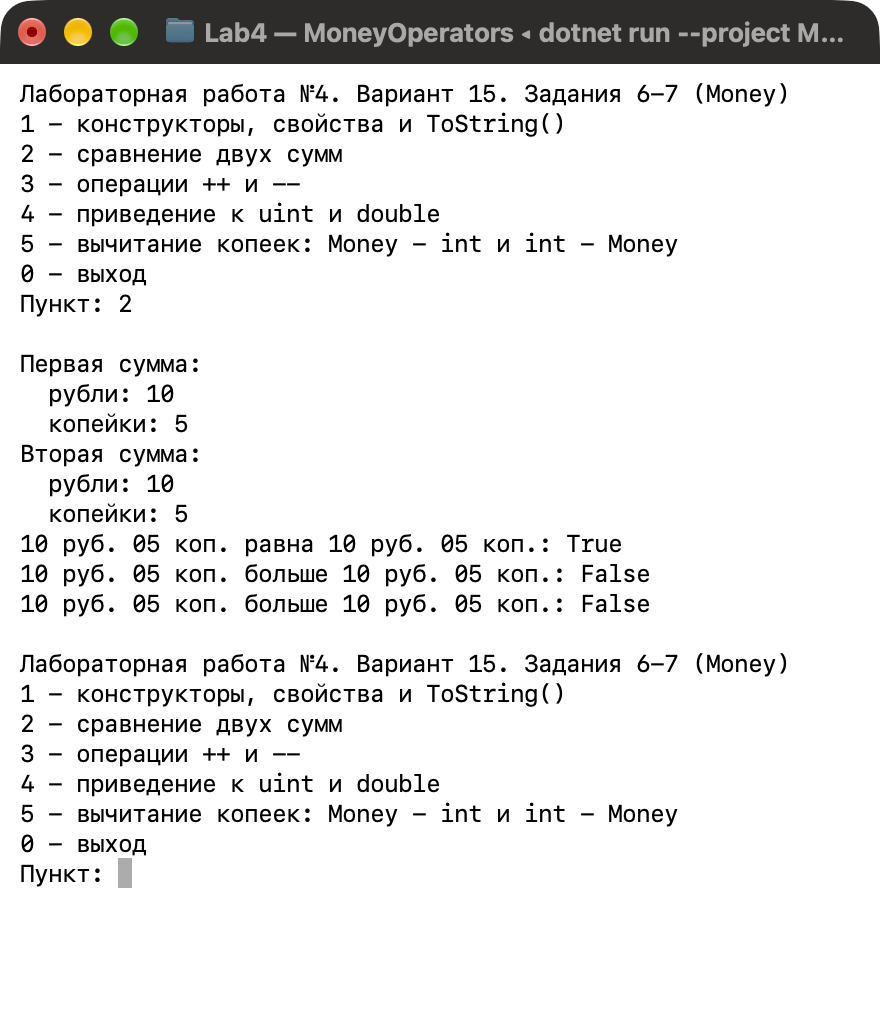 Lab4 — MoneyOperators ◂ dotnet run --project M...
Лабораторная работа №4. Вариант 15. Задания 6–7 (Money)
1 – конструкторы, свойства и ToString()
2 – сравнение двух сумм
3 – операции ++ и --
4 – приведение к uint и double
5 – вычитание копеек: Money – int и int – Money
0 – выход
Пункт: 2
Первая сумма:
рубли: 10
копейки: 5
Вторая сумма:
рубли: 10
копейки: 5
10 руб. 05 коп. равна 10 руб. 05 коп.: True
10 руб. 05 коп. больше 10 руб. 05 коп.: False
10 руб. 05 коп. больше 10 руб. 05 коп.: False
Лабораторная работа №4. Вариант 15. Задания 6–7 (Money)
1 – конструкторы, свойства и ToString()
2 – сравнение двух сумм
3 – операции ++ и --
4 – приведение к uint и double
5 – вычитание копеек: Money – int и int – Money
0 – выход
Пункт: